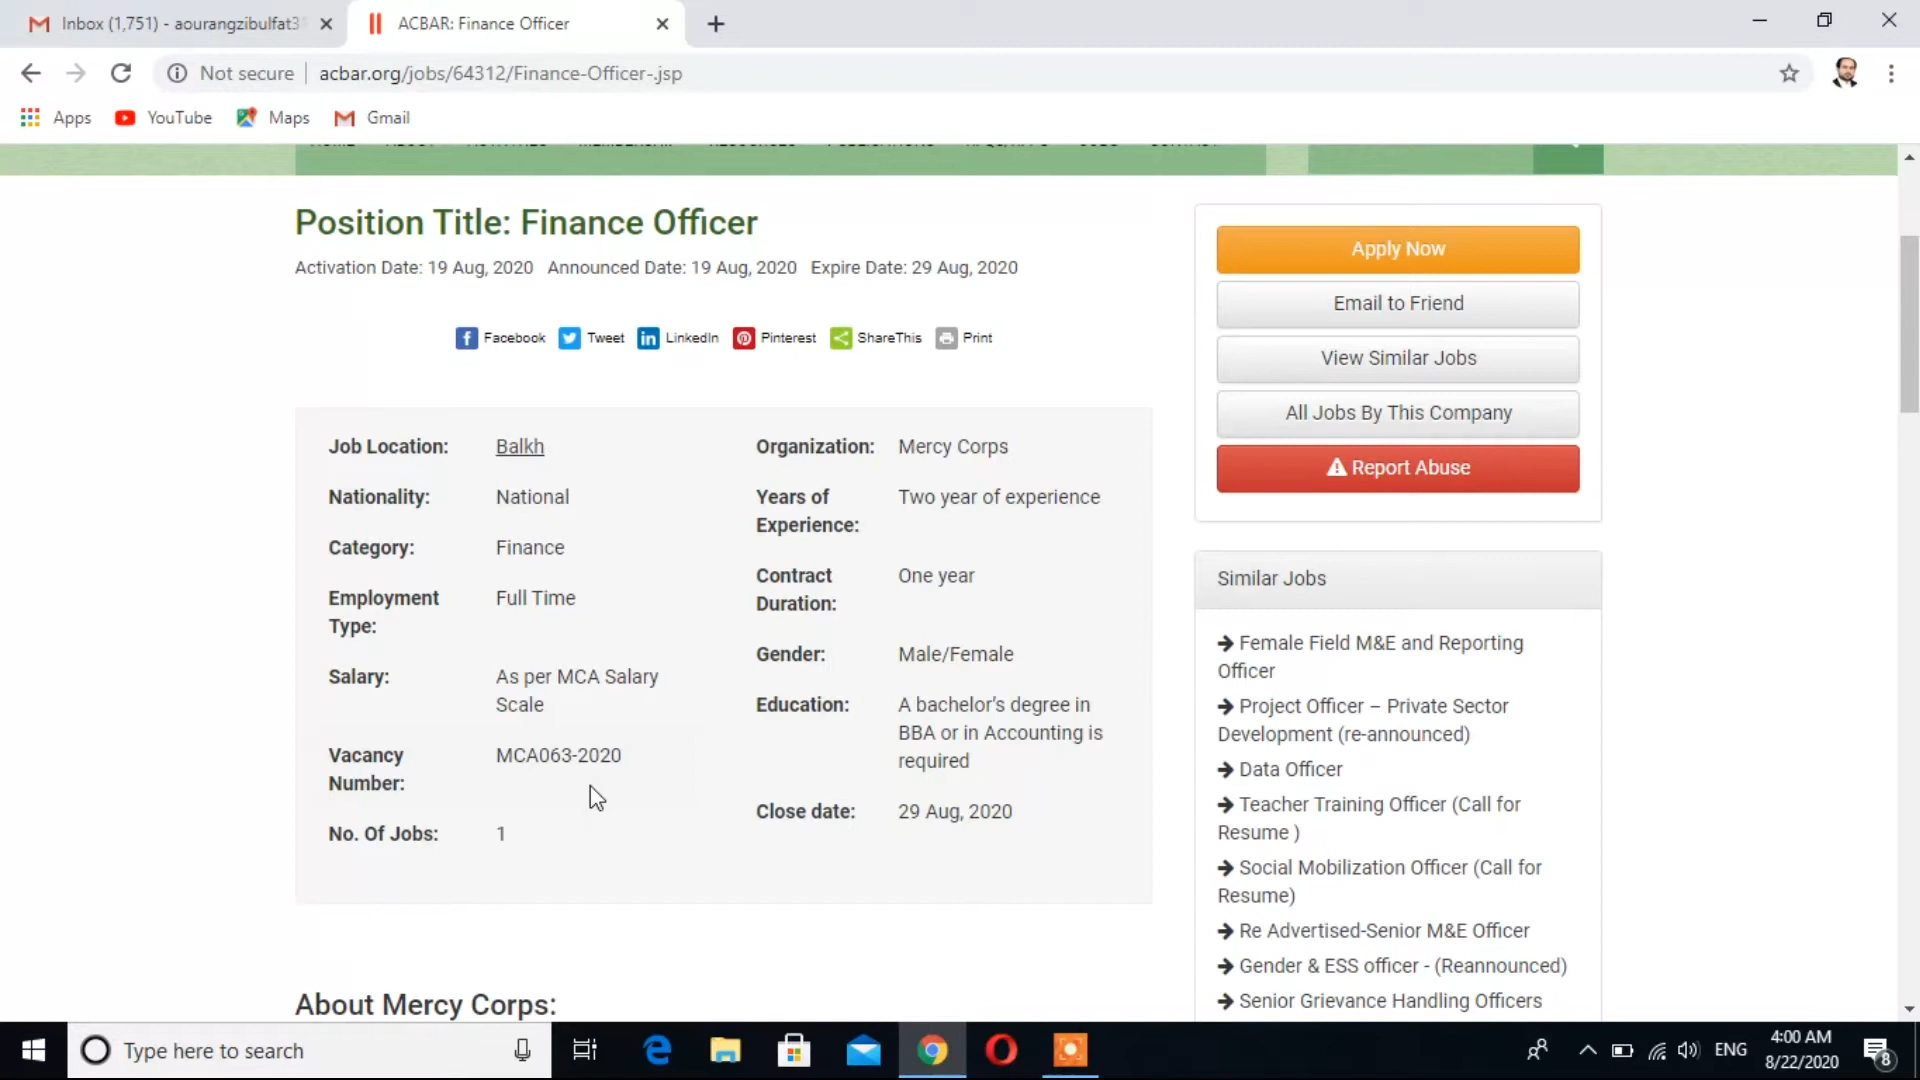 Inbox (1,751) - aourangzibulfat3
ACBAR: Finance Officer
Not secure
acbar.org/jobs/64312/Finance-Officer-.jsp
Apps
YouTube
Maps
Gmail
Position Title: Finance Officer
Activation Date: 19 Aug, 2020 Announced Date: 19 Aug, 2020 Expire Date: 29 Aug, 2020
Facebook Tweet LinkedIn Pinterest ShareThis Print
Job Location: Balkh
Nationality: National
Category: Finance
Employment Full Time
Type:
Salary: As per MCA Salary
Scale
Vacancy MCA063-2020
Number:
No. Of Jobs: 1
Organization: Mercy Corps
Years of Two year of experience
Experience:
Contract One year
Duration:
Gender: Male/Female
Education: A bachelor's degree in
BBA or in Accounting is
required
Close date: 29 Aug, 2020
About Mercy Corps:
Apply Now
Email to Friend
View Similar Jobs
All Jobs By This Company
Report Abuse
Similar Jobs
Female Field M&E and Reporting
Officer
Project Officer – Private Sector
Development (re-announced)
Data Officer
Teacher Training Officer (Call for
Resume )
Social Mobilization Officer (Call for
Resume)
Re Advertised-Senior M&E Officer
Gender & ESS officer - (Reannounced)
Senior Grievance Handling Officers
Type here to search
ENG
4:00 AM
8/22/2020
8